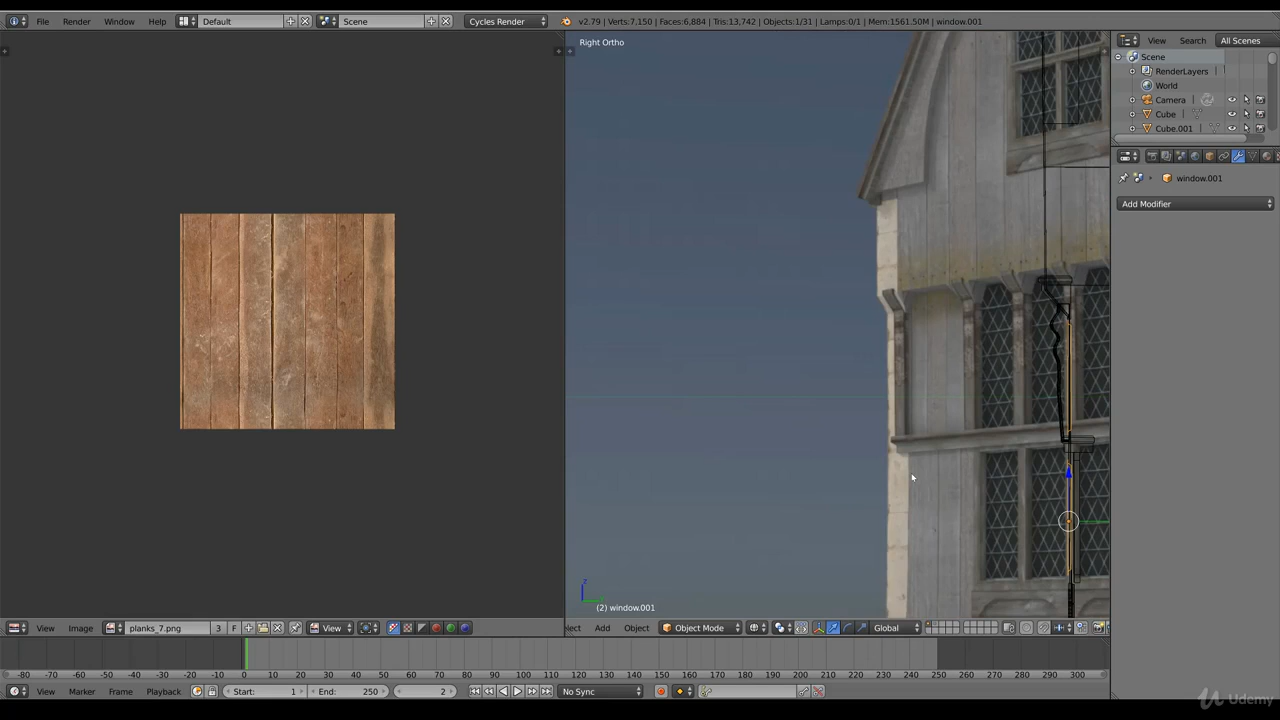 File Render Window Help Default Scene Cycles Render v2.79 | Verts:7,150 | Faces:6,884 | Tris:13,742 | Objects:1/31 | Lamps:0/1 | Mem:1561.50M | window.001
Right Ortho
View Search All Scenes
Scene
RenderLayers
World
Camera
Cube
Cube.001
window.001
Add Modifier
z
(2) window.001
View Image planks_7.png 3 F View
Add Object Object Mode Global
-80 -70 -60 -50 -40 -30 -20 -10 0 10 20 30 40 50 60 70 80 90 100 110 120 130 140 150 160 170 180 190 200 210 220 230 240 250 260 270 280 290 300
View Marker Frame Playback Start: 1 End: 250 2 No Sync
Udemy